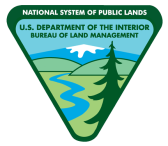 NATIONAL SYSTEM OF PUBLIC LANDS
U.S. DEPARTMENT OF THE INTERIOR
BUREAU OF LAND MANAGEMENT